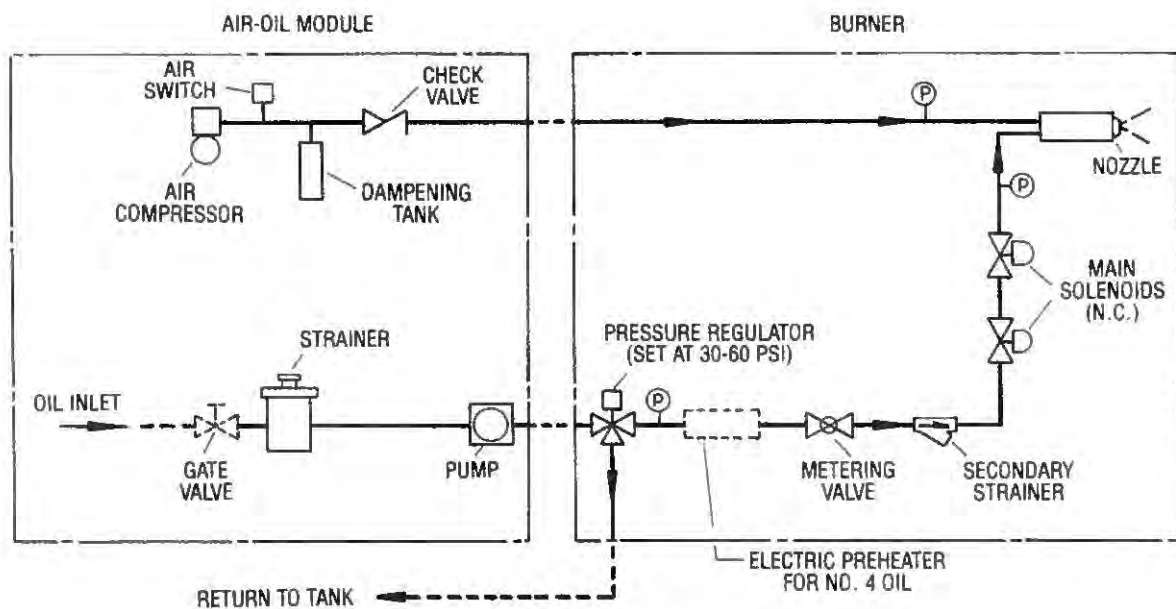 AIR-OIL MODULE
BURNER
AIR
SWITCH
CHECK
VALVE
P
NOZZLE
AIR
COMPRESSOR
DAMPENING
TANK
P
MAIN
SOLENOIDS
(N.C.)
STRAINER
PRESSURE REGULATOR
(SET AT 30-60 PSI)
OIL INLET
P
GATE
VALVE
PUMP
METERING
VALVE
SECONDARY
STRAINER
ELECTRIC PREHEATER
FOR NO. 4 OIL
RETURN TO TANK